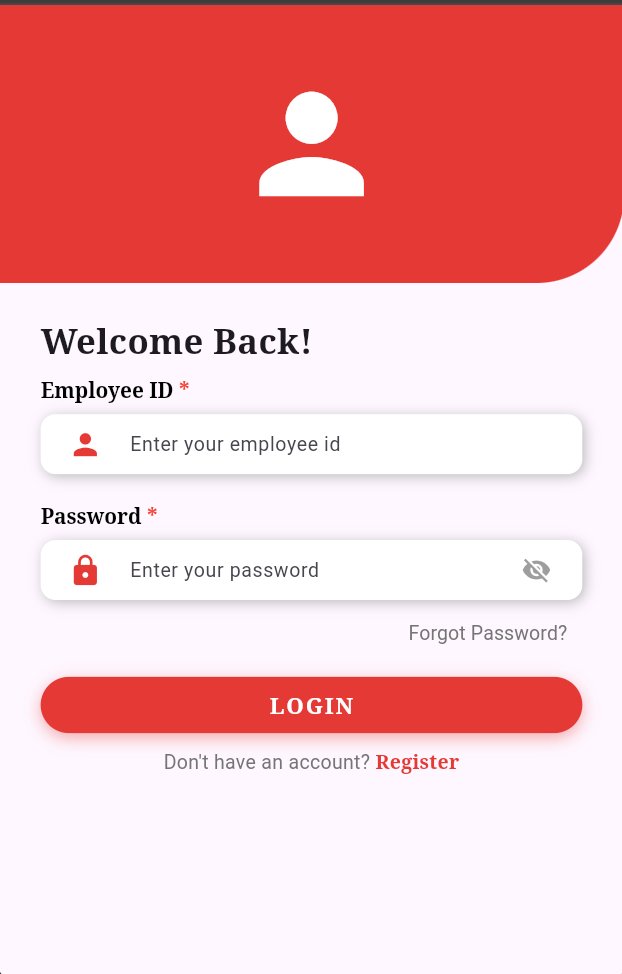 Welcome Back!
Employee ID *
Enter your employee id
Password *
Enter your password
Forgot Password?
LOGIN
Don't have an account? Register